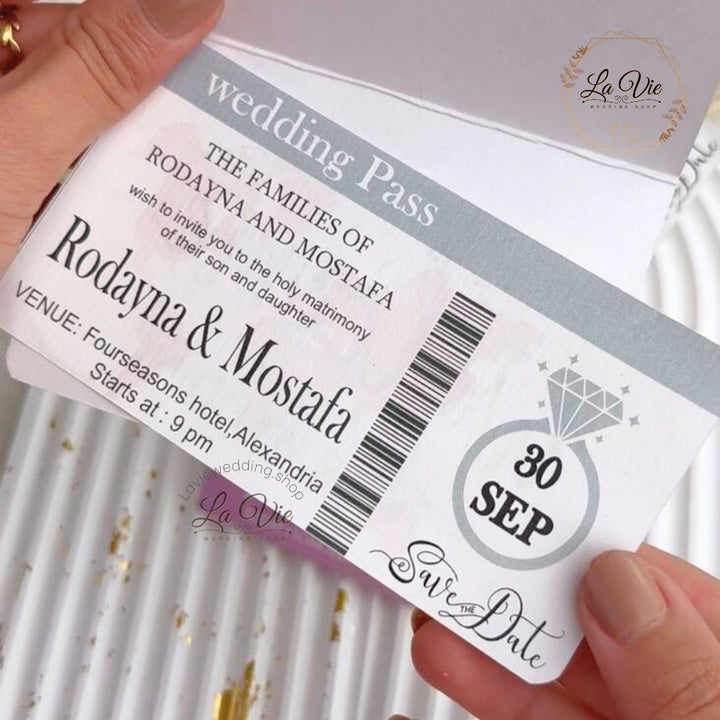 La Vie
WEDDING SHOP
wedding Pass
THE FAMILIES OF
RODAYNA AND MOSTAFA
wish to invite you to the holy matrimony
of their son and daughter
Rodayna & Mostafa
VENUE: Fourseasons hotel,Alexandria
Starts at : 9 pm
30
SEP
Save
THE
Date
Laviewedding.shop
La Vie
WEDDING SHOP
Date